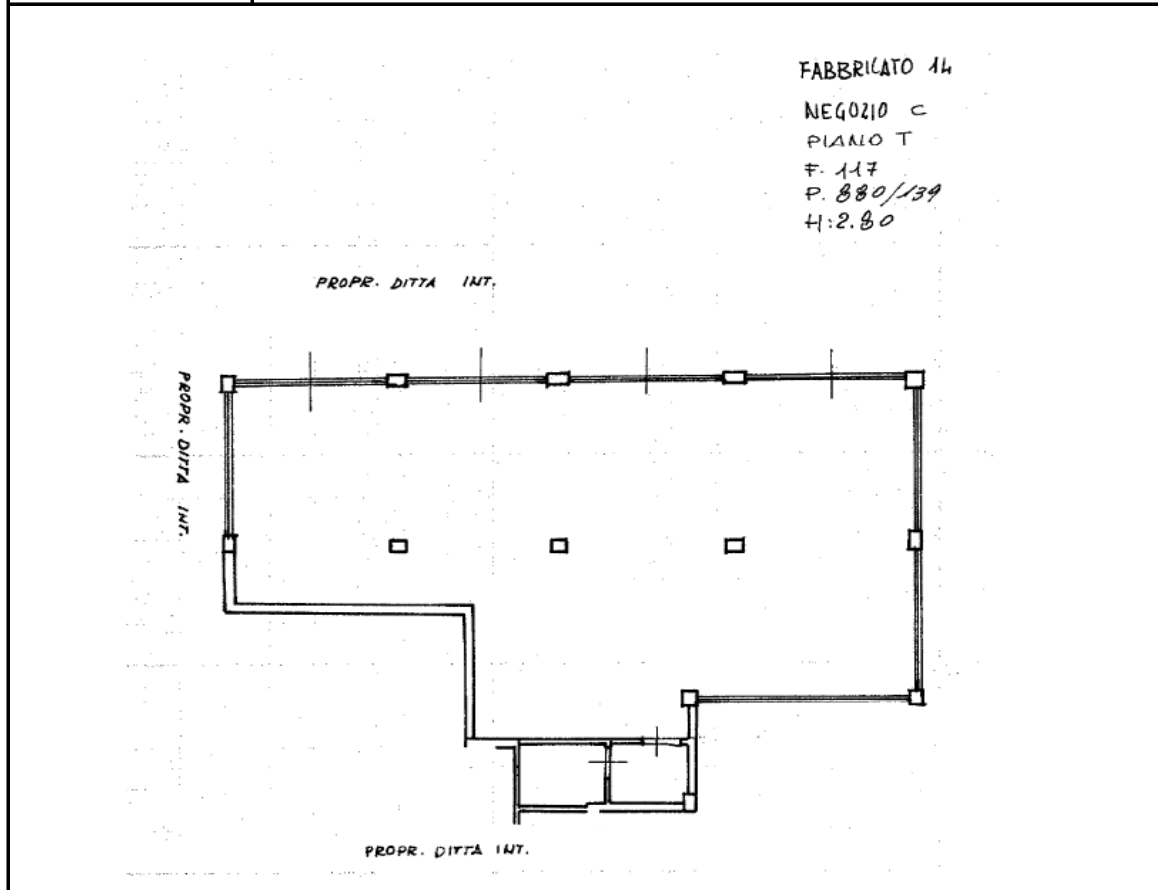 FABBRICATO 14
NEGOZIO C
PIANO T
F. 117
P. 880/139
H:2.80
PROPR. DITTA INT.
PROPR. DITTA INT.
PROPR. DITTA INT.